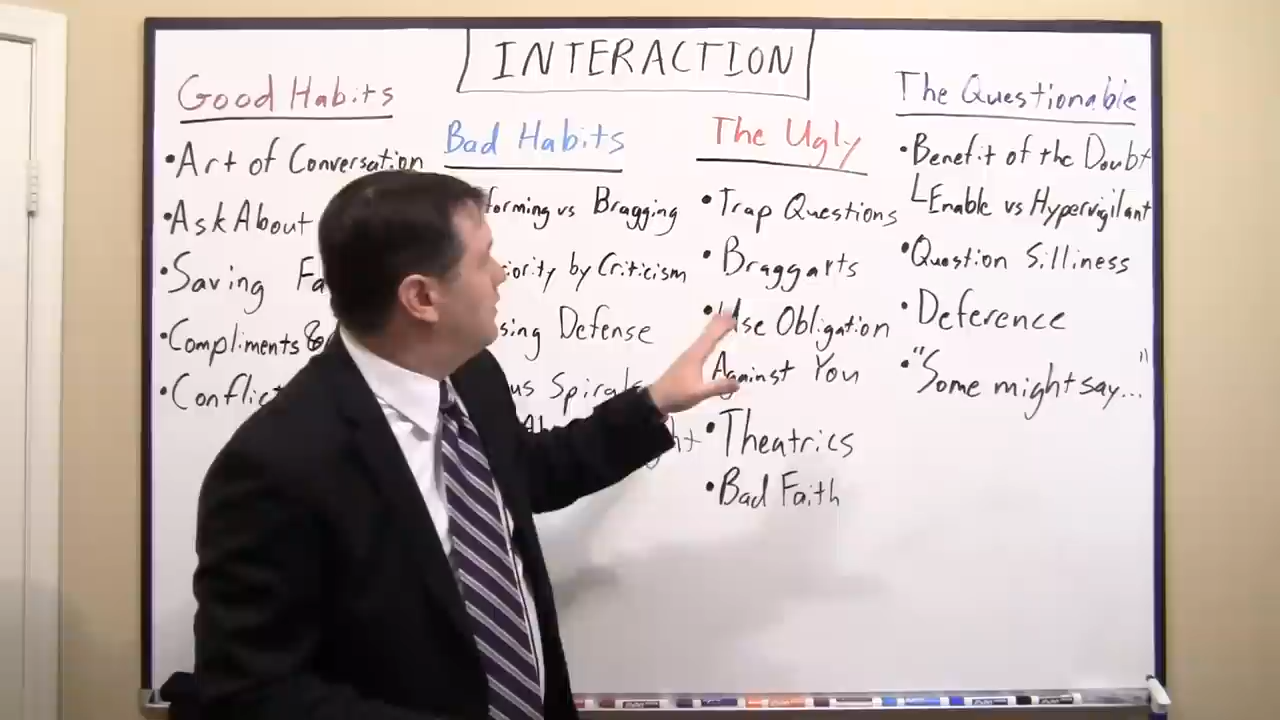 INTERACTION
Good Habits
•Art of Conversation
•Ask About
•Saving
•Compliments &
Bad Habits
vs Bragging
by Criticism
Defense
The Ugly
•Trap Questions
•Braggarts
•Use Obligation
Against You
•Theatrics
•Bad Faith
The Questionable
•Benefit of the Doubt
Enable vs Hypervigilant
•Question Silliness
•Deference
•"Some might say..."